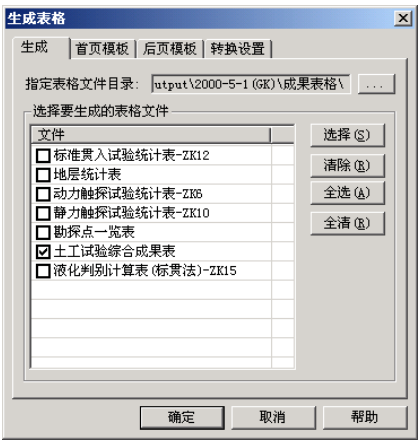 生成表格
生成 首页模板 后页模板 转换设置
指定表格文件目录: utput\2000-5-1(GK)\成果表格\ ...
选择要生成的表格文件
文件
标准贯入试验统计表-ZK12
地层统计表
动力触探试验统计表-ZK6
静力触探试验统计表-ZK10
勘探点一览表
土工试验综合成果表
液化判别计算表(标贯法)-ZK15
选择(S)
清除(R)
全选(A)
全清(R)
确定 取消 帮助